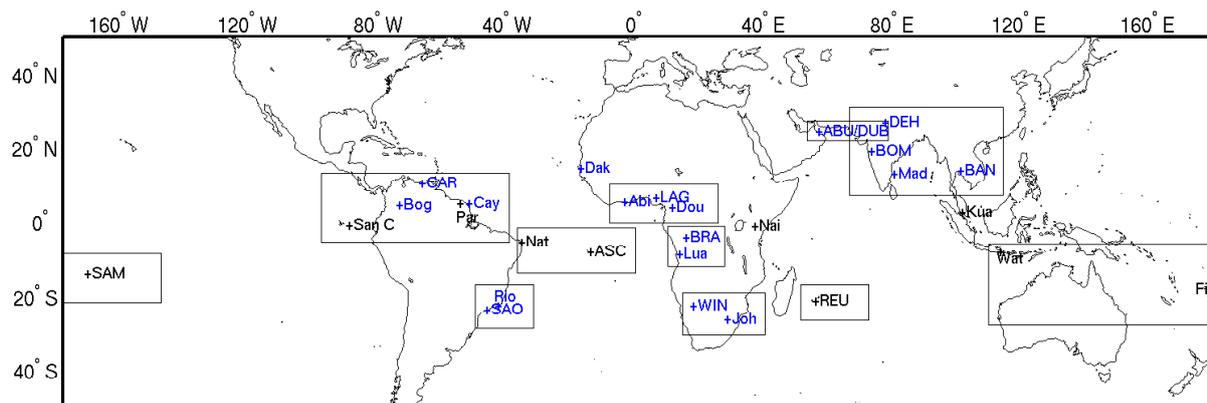 160° W 120° W 80° W 40° W 0° 40° E 80° E 120° E 160° E
40° N
20° N
0°
20° S
40° S
DEH
ABU/DUB
BOM
Dak
Mad
BAN
CAR
Bog
Cay
Par
San C
Abi
LAG
Dou
Kua
Nai
Nat
ASC
BRA
Lua
Wat
SAM
Rio
SAO
WIN
Joh
REU
Fi